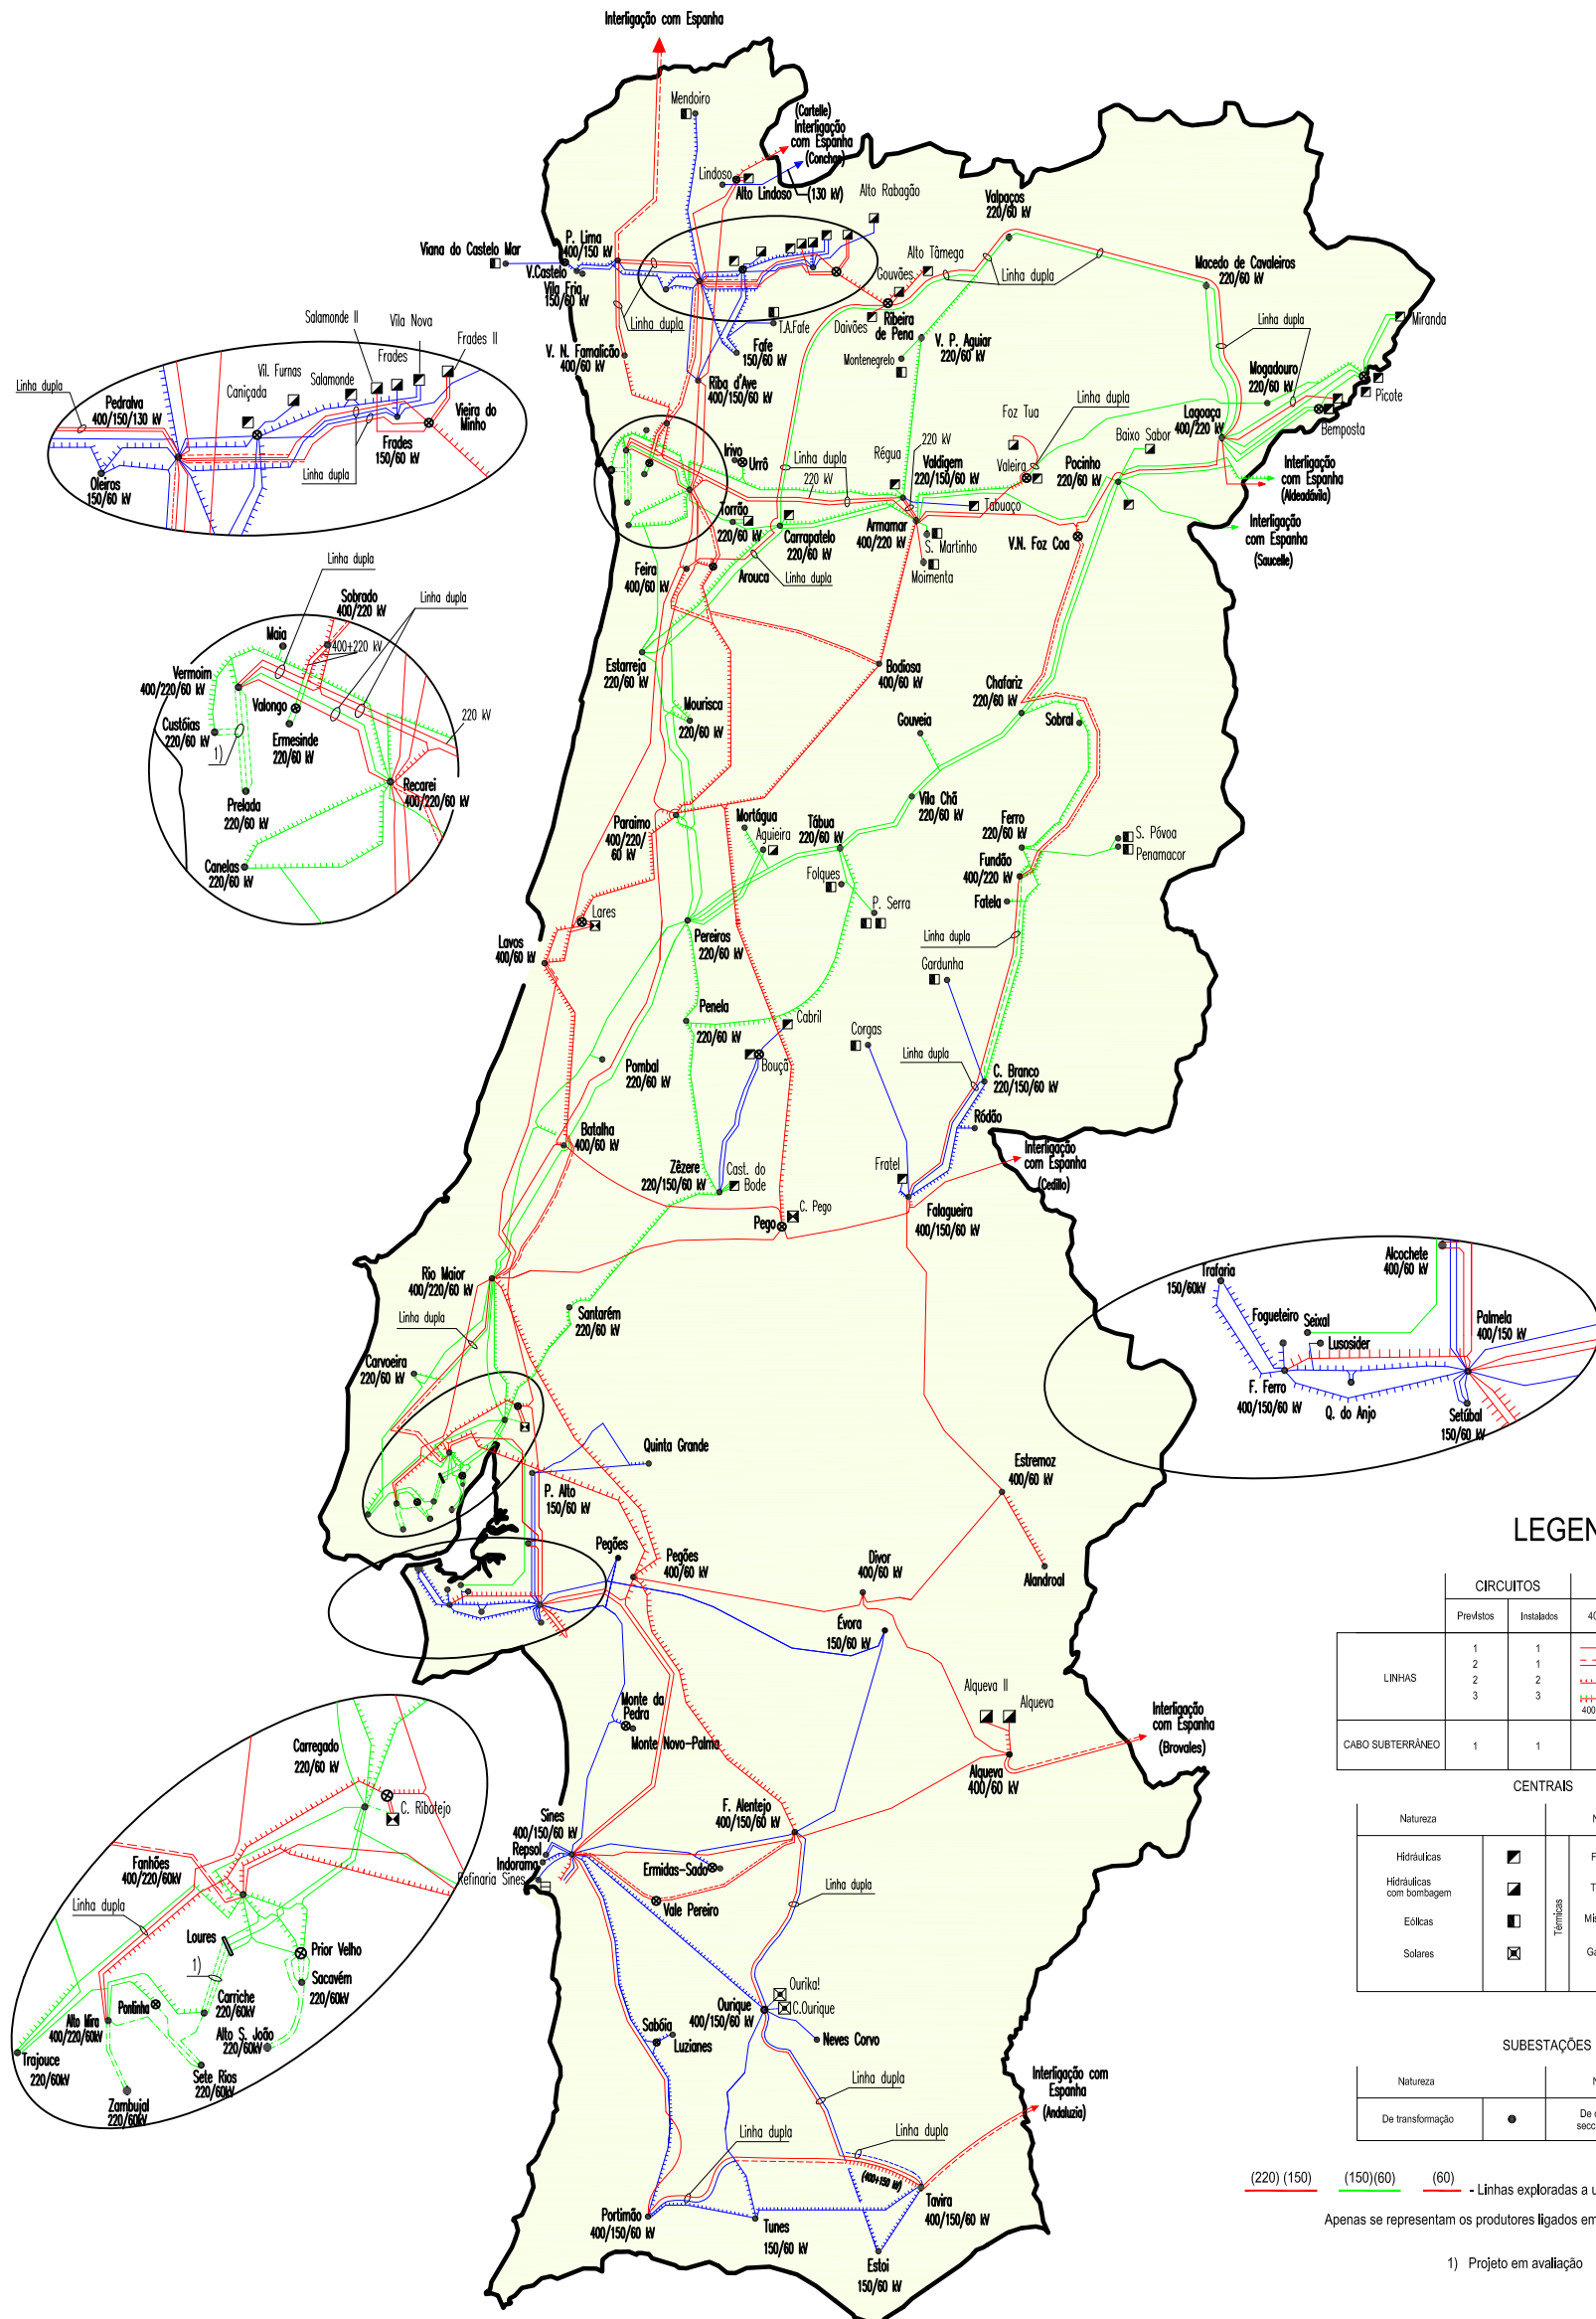 Interligação com Espanha
Mendoiro
(Cartelle)
Interligação
com Espanha
(Conchas)
Lindoso
Alto Lindoso
(130 kV)
Alto Rabagão
Valpaços
220/60 kV
Viana do Castelo Mar
P. Lima
400/150 kV
V.Castelo
Vila Fria
150/60 kV
Gouvães
Alto Tâmega
Linha dupla
Macedo de Cavaleiros
220/60 kV
Linha dupla
Daivões
Ribeira
de Pena
T.A.Fafe
Fafe
150/60 kV
Linha dupla
Miranda
V. N. Famalicão
400/60 kV
Montenegrelo
V. P. Aguiar
220/60 kV
Mogadouro
220/60 kV
Riba d'Ave
400/150/60 kV
Picote
Bemposta
Lagoaça
400/220 kV
Foz Tua
Linha dupla
Baixo Sabor
Salamonde II
Vila Nova
Frades
Frades II
Vil. Furnas
Salamonde
Caniçada
Linha dupla
Pedralva
400/150/130 kV
Vieira do
Minho
Frades
150/60 kV
Linha dupla
Oleiros
150/60 kV
Irivo
Urrô
220 kV
Régua
Linha dupla
220 kV
Valdigem
220/150/60 kV
Valeira
Pocinho
220/60 kV
Interligação
com Espanha
(Aldeadávila)
Tabuaço
Torrão
220/60 kV
Carrapatelo
220/60 kV
Armamar
400/220 kV
S. Martinho
Moimenta
V.N. Foz Coa
Interligação
com Espanha
(Saucelle)
Feira
400/60 kV
Arouca
Linha dupla
Linha dupla
Sobrado
400/220 kV
Linha dupla
Maia
400+220 kV
Vermoim
400/220/60 kV
Valongo
220 kV
Custóias
220/60 kV
Ermesinde
220/60 kV
1)
Recarei
400/220/60 kV
Prelada
220/60 kV
Canelas
220/60 kV
Estarreja
220/60 kV
Bodiosa
400/60 kV
Chafariz
220/60 kV
Mourisca
220/60 kV
Gouveia
Sobral
Vila Chã
220/60 kV
Paraimo
400/220/
60 kV
Mortágua
Aguieira
Tábua
220/60 kV
Ferro
220/60 kV
S. Póvoa
Penamacor
Fundão
400/220 kV
Folques
P. Serra
Fatela
Lares
Lavos
400/60 kV
Pereiros
220/60 kV
Linha dupla
Gardunha
Penela
220/60 kV
Cabril
Corgas
Bouçã
Linha dupla
C. Branco
220/150/60 kV
Pombal
220/60 kV
Ródão
Batalha
400/60 kV
Interligação
com Espanha
(Cedillo)
Zêzere
220/150/60 kV
Cast. do
Bode
Fratel
Falagueira
400/150/60 kV
Pego
C. Pego
Rio Maior
400/220/60 kV
Linha dupla
Santarém
220/60 kV
Carvoeira
220/60 kV
Trafaria
150/60kV
Alcochete
400/60 kV
Fogueteiro
Seixal
Lusosider
Palmela
400/150 kV
F. Ferro
400/150/60 kV
Q. do Anjo
Setúbal
150/60 kV
Quinta Grande
P. Alto
150/60 kV
Estremoz
400/60 kV
Pegões
Pegões
400/60 kV
Divor
400/60 kV
Alandroal
Évora
150/60 kV
Monte da
Pedra
Monte Novo-Palma
Alqueva II
Alqueva
Interligação
com Espanha
(Brovales)
Alqueva
400/60 kV
Carregado
220/60 kV
C. Ribatejo
Fanhões
400/220/60kV
Linha dupla
Loures
Prior Velho
1)
Sacavém
220/60kV
Pontinha
Carriche
220/60kV
Alto Mira
400/220/60kV
Alto S. João
220/60kV
Trajouce
220/60kV
Sete Rios
220/60kV
Zambujal
220/60kV
Sines
400/150/60 kV
Repsol
Indorama
Refinaria Sines
F. Alentejo
400/150/60 kV
Ermidas-Sado
Vale Pereiro
Linha dupla
Ourika!
C.Ourique
Ourique
400/150/60 kV
Neves Corvo
Sabóia
Luzianes
Linha dupla
Interligação com
Espanha
(Andaluzia)
Linha dupla
Linha dupla
(400+150 kV)
Portimão
400/150/60 kV
Tunes
150/60 kV
Tavira
400/150/60 kV
Estoi
150/60 kV
LEGEN
CIRCUITOS
Previstos
Instalados
40
LINHAS
1 1
2 1
2 2
3 3
400
CABO SUBTERRÂNEO
1 1
CENTRAIS
Natureza
N
Hidráulicas
F
Hidráulicas
com bombagem
T
Eólicas
Mis
Solares
Ga
Térmicas
SUBESTAÇÕES
Natureza
N
De transformação
De
secc
(220) (150)
(150)(60)
(60)
- Linhas exploradas a u
Apenas se representam os produtores ligados em
1) Projeto em avaliação